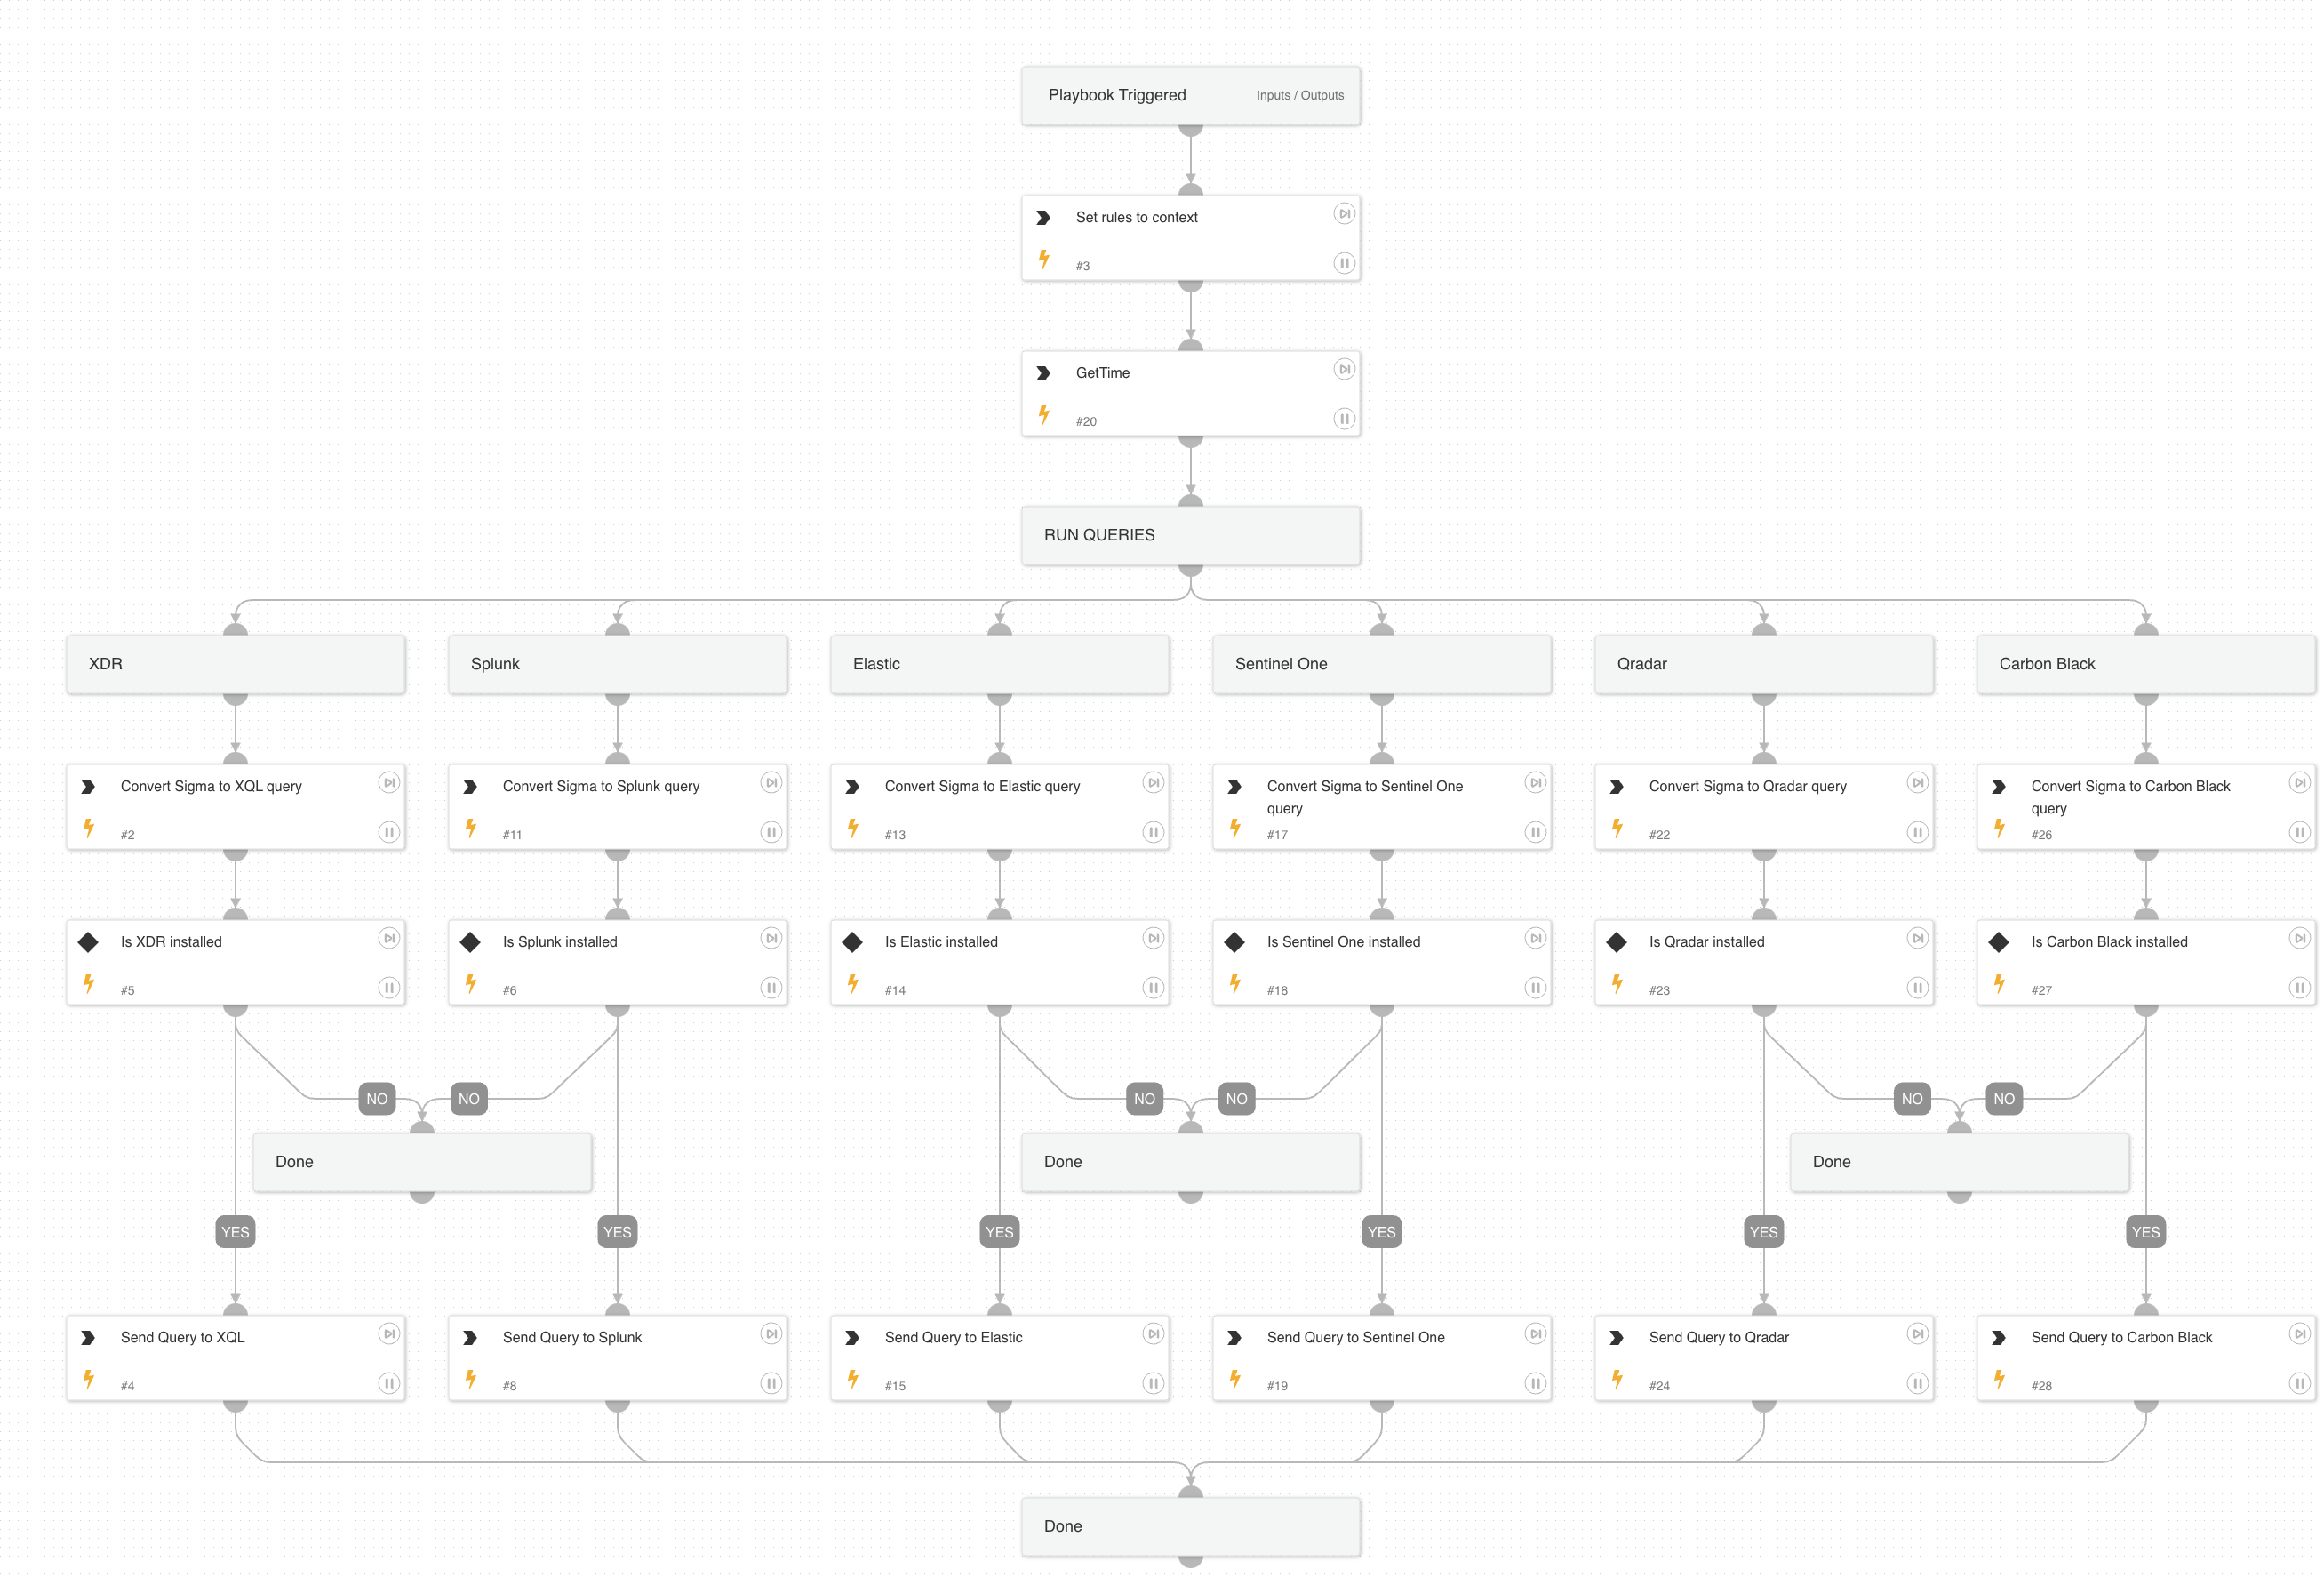 Playbook Triggered
Inputs / Outputs
Set rules to context
#3
GetTime
#20
RUN QUERIES
XDR
Splunk
Elastic
Sentinel One
Qradar
Carbon Black
Convert Sigma to XQL query
#2
Convert Sigma to Splunk query
#11
Convert Sigma to Elastic query
#13
Convert Sigma to Sentinel One
query
#17
Convert Sigma to Qradar query
#22
Convert Sigma to Carbon Black
query
#26
Is XDR installed
#5
Is Splunk installed
#6
Is Elastic installed
#14
Is Sentinel One installed
#18
Is Qradar installed
#23
Is Carbon Black installed
#27
NO
NO
NO
NO
NO
NO
Done
Done
Done
YES
YES
YES
YES
YES
YES
Send Query to XQL
#4
Send Query to Splunk
#8
Send Query to Elastic
#15
Send Query to Sentinel One
#19
Send Query to Qradar
#24
Send Query to Carbon Black
#28
Done